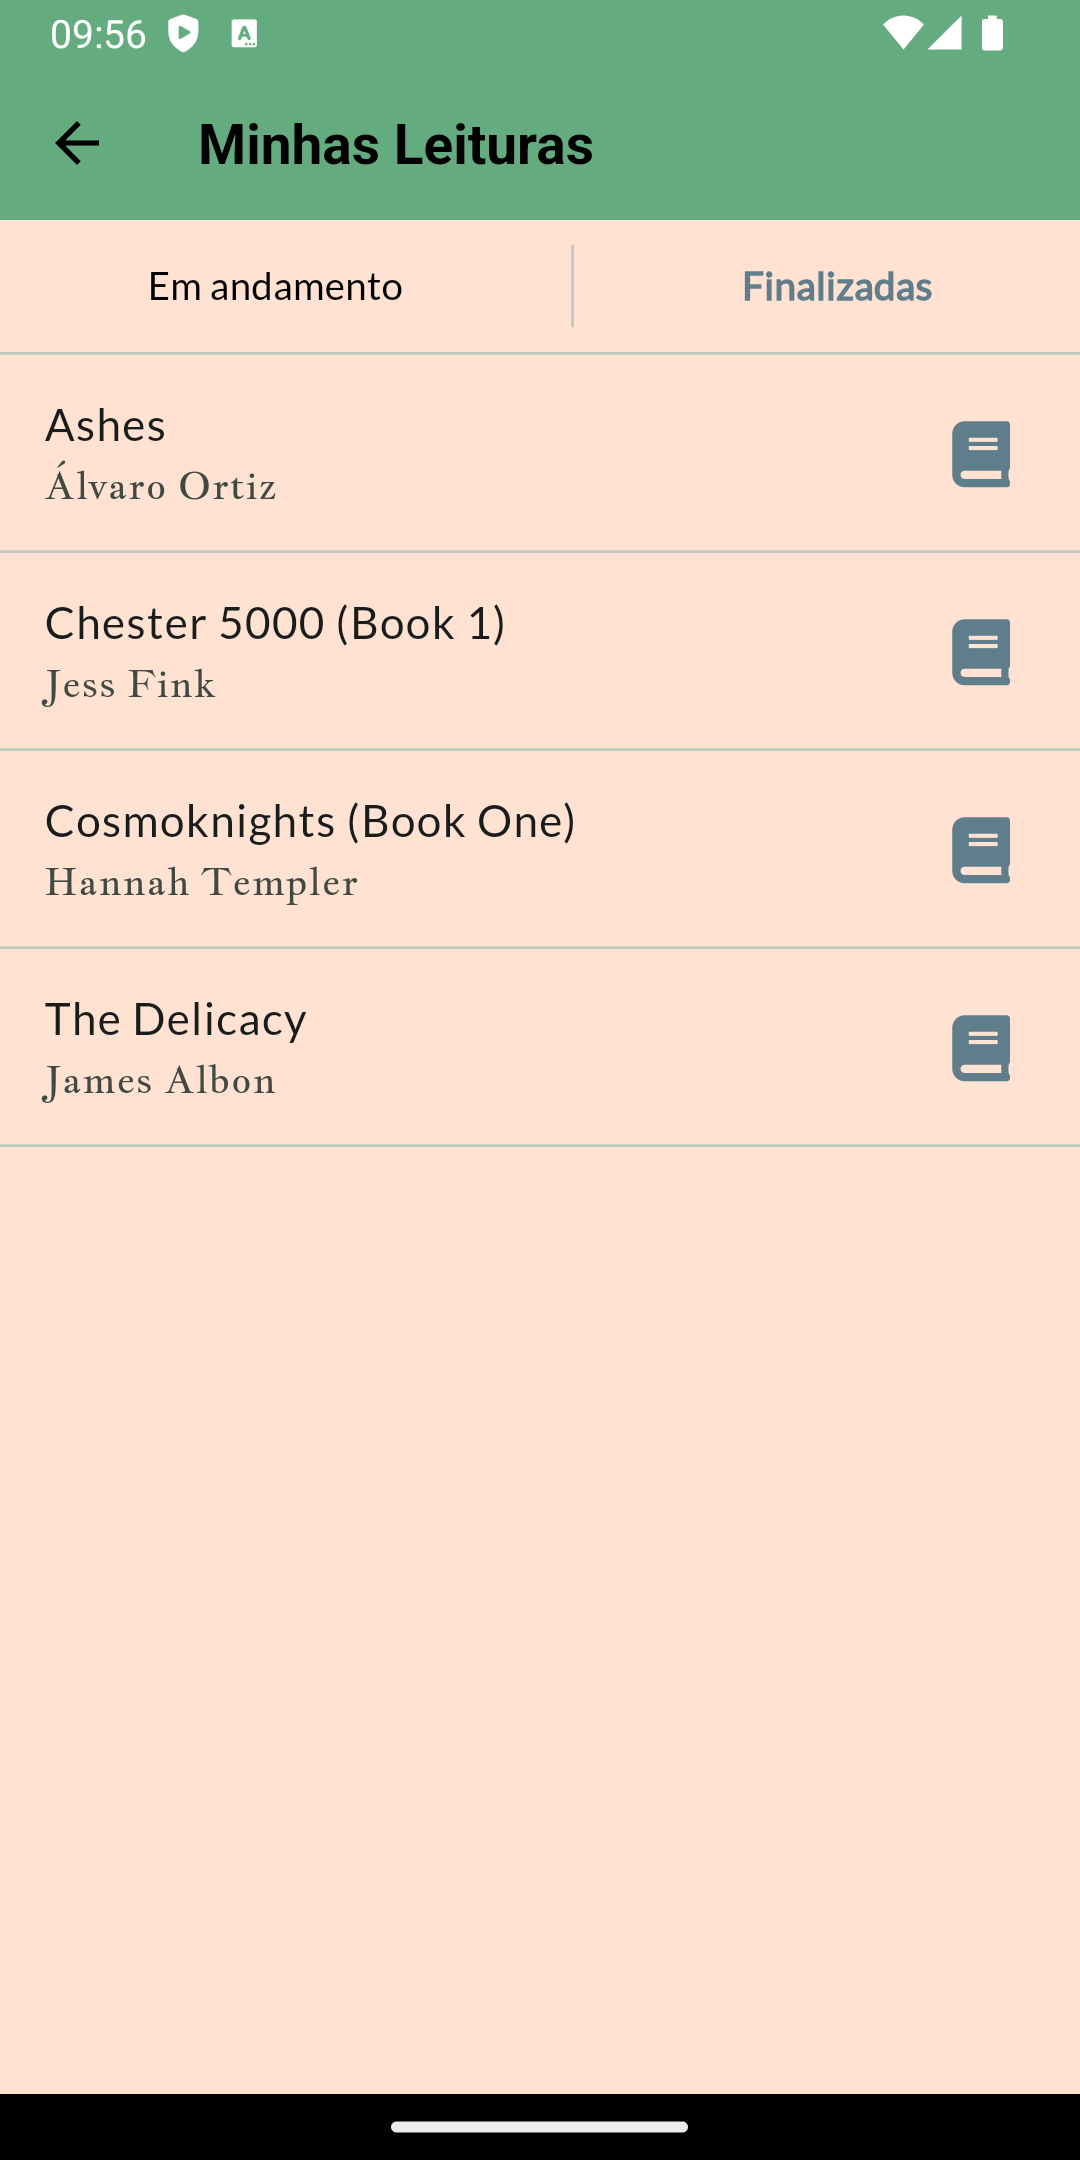 09:56
Minhas Leituras
Em andamento
Finalizadas
Ashes
Álvaro Ortiz
Chester 5000 (Book 1)
Jess Fink
Cosmoknights (Book One)
Hannah Templer
The Delicacy
James Albon